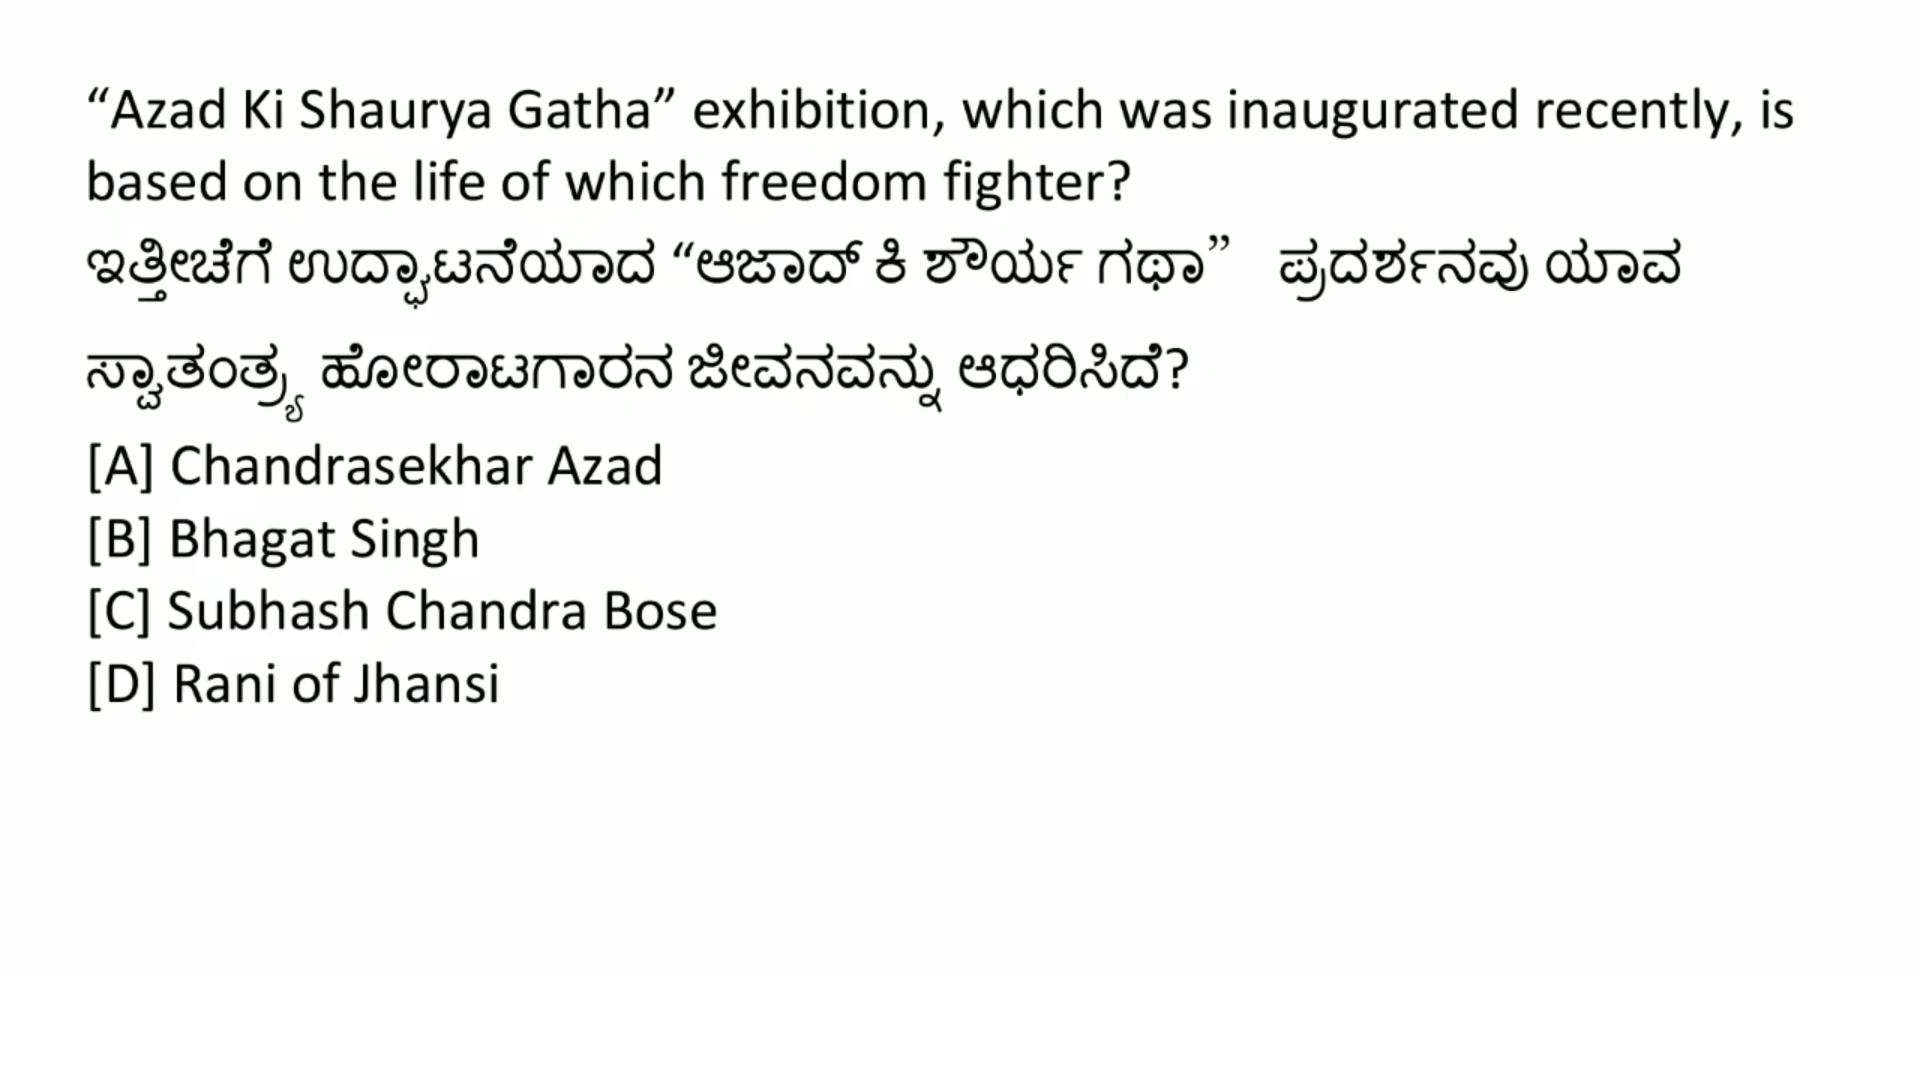 “Azad Ki Shaurya Gatha” exhibition, which was inaugurated recently, is
based on the life of which freedom fighter?
ಇತ್ತೀಚೆಗೆ ಉದ್ಘಾಟನೆಯಾದ “ಆಜಾದ್ ಕಿ ಶೌರ್ಯ ಗಥಾ” ಪ್ರದರ್ಶನವು ಯಾವ
ಸ್ವಾತಂತ್ರ್ಯ ಹೋರಾಟಗಾರನ ಜೀವನವನ್ನು ಆಧರಿಸಿದೆ?
[A] Chandrasekhar Azad
[B] Bhagat Singh
[C] Subhash Chandra Bose
[D] Rani of Jhansi